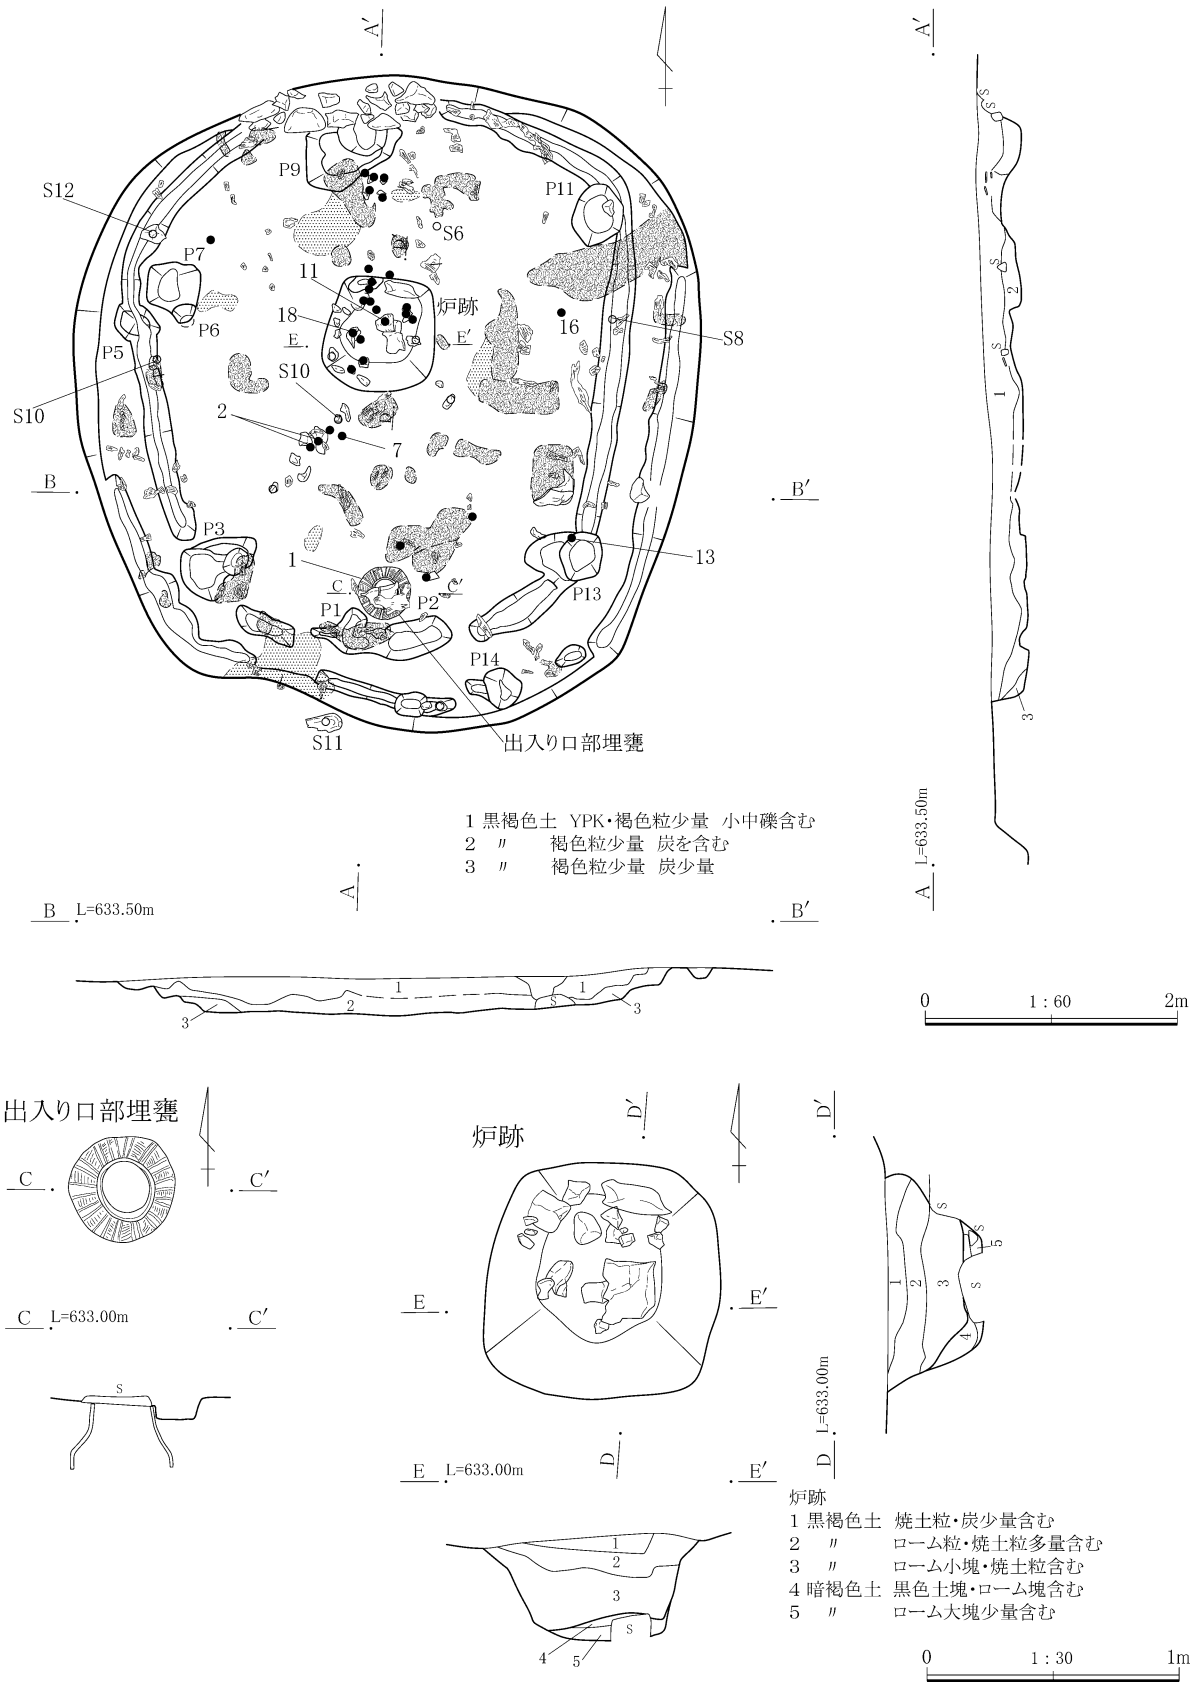 A′
A′
S12
P9
P11
S6
P7
11
炉跡
P6
18
16
E
E′
P5
S8
S10
S10
2
7
B
B′
P3
1
13
C
C′
P13
P1
P2
P14
S11
出入り口部埋甕
S
S
S
2
S
1
3
L=633.50m
A
1 黒褐色土 YPK・褐色粒少量 小中礫含む
2 〃 褐色粒少量 炭を含む
3 〃 褐色粒少量 炭少量
A
B L=633.50m
B′
1
1
2
S
3
3
0 1：60 2m
出入り口部埋甕
C
C′
C L=633.00m
C′
S
炉跡
D′
D′
E
E′
D
E L=633.00m
E′
1
2
3
S
4
5
S
S
5
1
2
3
S
4
L=633.00m
D
炉跡
1 黒褐色土 焼土粒・炭少量含む
2 〃 ローム粒・焼土粒多量含む
3 〃 ローム小塊・焼土粒含む
4 暗褐色土 黒色土塊・ローム塊含む
5 〃 ローム大塊少量含む
0 1：30 1m